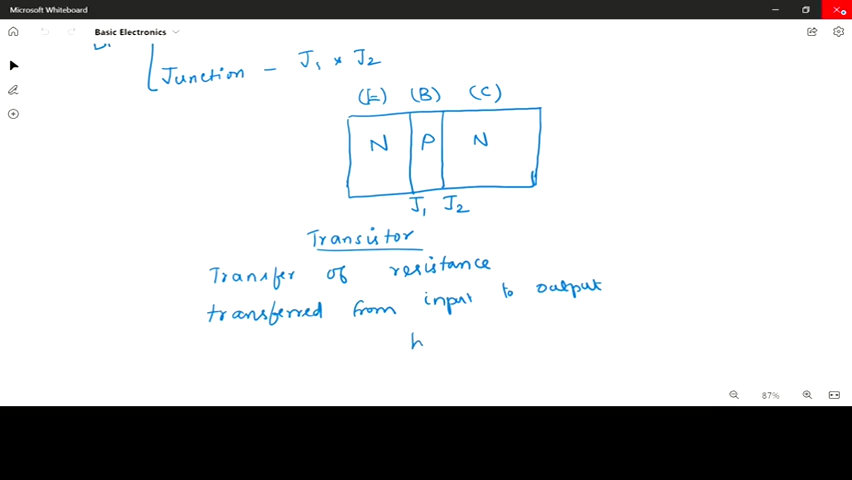 Microsoft Whiteboard
Basic Electronics
Junction - J1 & J2
(E) (B) (C)
N P N
J1 J2
Transistor
Transfer of resistance
transferred from input to output
h
87%